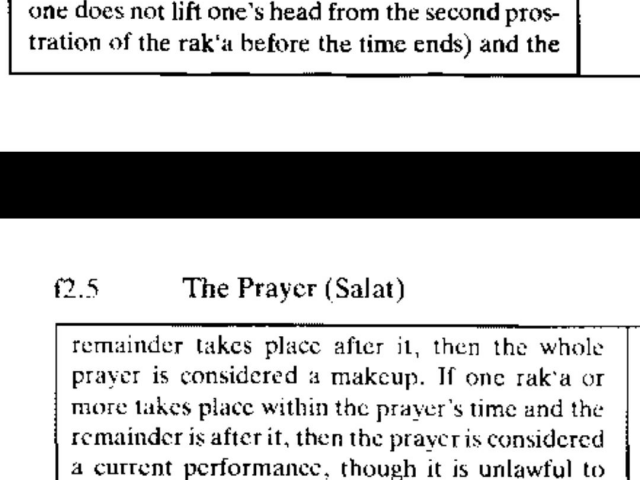 one does not lift one's head from the second pros-
tration of the rak‘a before the time ends) and the
f2.5 The Prayer (Salat)
remainder takes place after it, then the whole
prayer is considered a makeup. If one rak‘a or
more takes place within the prayer's time and the
remainder is after it, then the prayer is considered
a current performance, though it is unlawful to